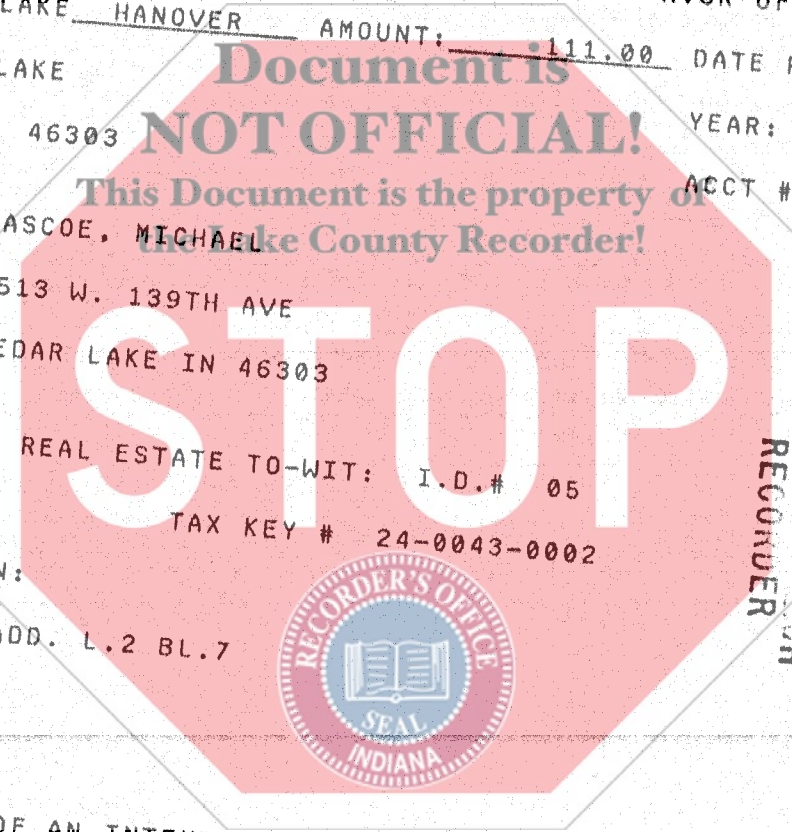 LAKE HANOVER AMOUNT: 111.00 DATE
LAKE
46303 YEAR:
ACCT #
Document is
NOT OFFICIAL!
This Document is the property of
the Lake County Recorder!
ASCOE, MICHAEL
513 W. 139TH AVE
EDAR LAKE IN 46303
STOP
REAL ESTATE TO-WIT: I.D.# 05
TAX KEY # 24-0043-0002
N:
DD. L.2 BL.7
RECORDER
RECORDER'S OFFICE
SEAL
INDIANA
OF AN